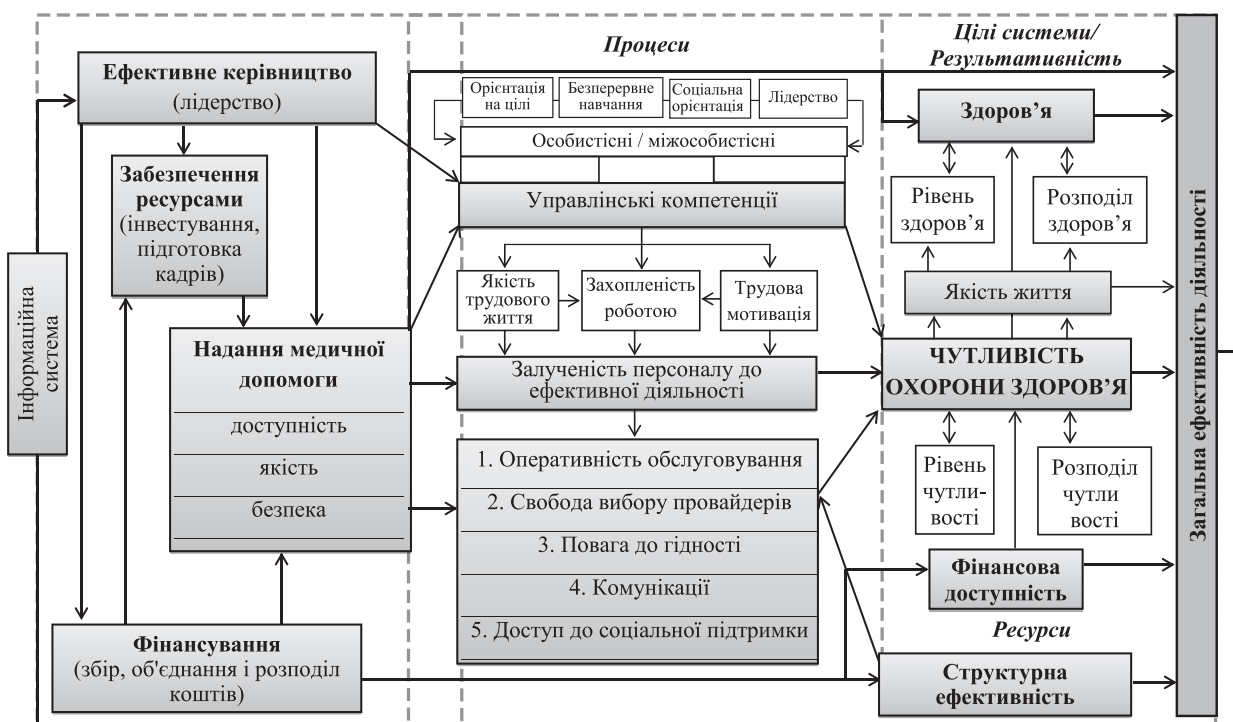 Інформаційна
система
Ефективне керівництво
(лідерство)
Забезпечення
ресурсами
(інвестування,
підготовка
кадрів)
Надання медичної
допомоги
доступність
якість
безпека
Фінансування
(збір, об'єднання і розподіл
коштів)
Процеси
Орієнтація
на цілі
Безперервне
навчання
Соціальна
орієнтація
Лідерство
Особистісні / міжособистісні
Управлінські компетенції
Якість
трудового
життя
Захопленість
роботою
Трудова
мотивація
Залученість персоналу до
ефективної діяльності
1. Оперативність обслуговування
2. Свобода вибору провайдерів
3. Повага до гідності
4. Комунікації
5. Доступ до соціальної підтримки
Цілі системи/
Результативність
Здоров’я
Рівень
здоров’я
Розподіл
здоров’я
Якість життя
ЧУТЛИВІСТЬ
ОХОРОНИ ЗДОРОВ’Я
Рівень
чутли-
вості
Розподіл
чутли
вості
Фінансова
доступність
Ресурси
Структурна
ефективність
Загальна ефективність діяльності